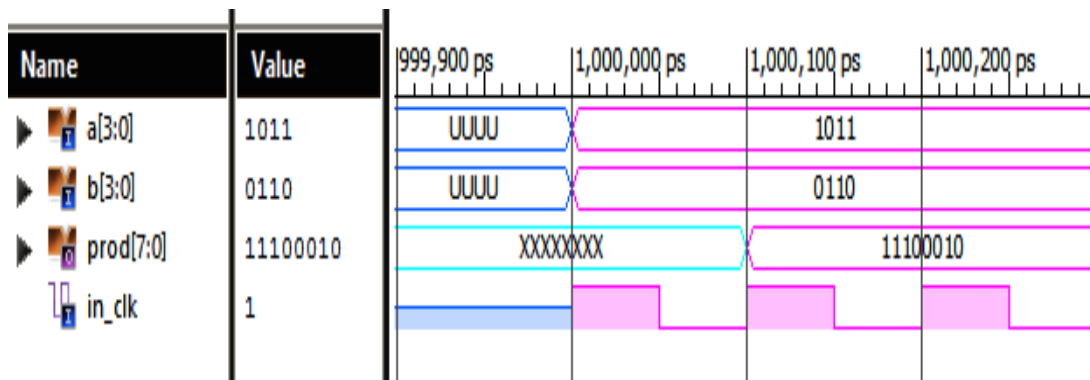 Name Value 999,900 ps 1,000,000 ps 1,000,100 ps 1,000,200 ps
a[3:0] 1011 UUUU 1011
b[3:0] 0110 UUUU 0110
prod[7:0] 11100010 XXXXXXXX 11100010
in_clk 1